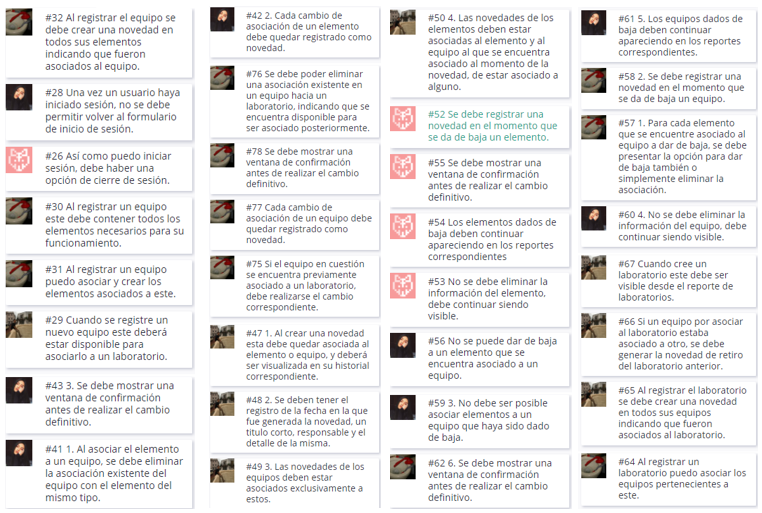 #32 Al registrar el equipo se
debe crear una novedad en
todos sus elementos
indicando que fueron
asociados al equipo.
#28 Una vez un usuario haya
iniciado sesión, no se debe
permitir volver al formulario
de inicio de sesión.
#26 Así como puedo iniciar
sesión, debe haber una
opción de cierre de sesión.
#30 Al registrar un equipo
este debe contener todos los
elementos necesarios para su
funcionamiento.
#31 Al registrar un equipo
puedo asociar y crear los
elementos asociados a este.
#29 Cuando se registre un
nuevo equipo este deberá
estar disponible para
asociarlo a un laboratorio.
#43 3. Se debe mostrar una
ventana de confirmación
antes de realizar el cambio
definitivo.
#41 1. Al asociar el elemento
a un equipo, se debe eliminar
la asociación existente del
equipo con el elemento del
mismo tipo.
#42 2. Cada cambio de
asociación de un elemento
debe quedar registrado como
novedad.
#76 Se debe poder eliminar
una asociación existente en
un equipo hacia un
laboratorio, indicando que se
encuentra disponible para
ser asociado posteriormente.
#78 Se debe mostrar una
ventana de confirmación
antes de realizar el cambio
definitivo.
#77 Cada cambio de
asociación de un equipo debe
quedar registrado como
novedad.
#75 Si el equipo en cuestión
se encuentra previamente
asociado a un laboratorio,
debe realizarse el cambio
correspondiente.
#47 1. Al crear una novedad
esta debe quedar asociada al
elemento o equipo, y deberá
ser visualizada en su historial
correspondiente.
#48 2. Se deben tener el
registro de la fecha en la que
fue generada la novedad, un
titulo corto, responsable y el
detalle de la misma.
#49 3. Las novedades de los
equipos deben estar
asociados exclusivamente a
estos.
#50 4. Las novedades de los
elementos deben estar
asociadas al elemento y al
equipo al que se encuentra
asociado al momento de la
novedad, de estar asociado a
alguno.
#52 Se debe registrar una
novedad en el momento que
se da de baja un elemento.
#55 Se debe mostrar una
ventana de confirmación
antes de realizar el cambio
definitivo.
#54 Los elementos dados de
baja deben continuar
apareciendo en los reportes
correspondientes
#53 No se debe eliminar la
información del elemento,
debe continuar siendo
visible.
#56 No se puede dar de baja
a un elemento que se
encuentra asociado a un
equipo.
#59 3. No debe ser posible
asociar elementos a un
equipo que haya sido dado
de baja.
#62 6. Se debe mostrar una
ventana de confirmación
antes de realizar el cambio
definitivo.
#61 5. Los equipos dados de
baja deben continuar
apareciendo en los reportes
correspondientes.
#58 2. Se debe registrar una
novedad en el momento que
se da de baja un equipo.
#57 1. Para cada elemento
que se encuentre asociado al
equipo a dar de baja, se debe
presentar la opción para dar
de baja también o
simplemente eliminar la
asociación.
#60 4. No se debe eliminar la
información del equipo, debe
continuar siendo visible.
#67 Cuando cree un
laboratorio este debe ser
visible desde el reporte de
laboratorios.
#66 Si un equipo por asociar
al laboratorio estaba
asociado a otro, se debe
generar la novedad de retiro
del laboratorio anterior.
#65 Al registrar el laboratorio
se debe crear una novedad
en todos sus equipos
indicando que fueron
asociados al laboratorio.
#64 Al registrar un
laboratorio puedo asociar los
equipos pertenecientes a
este.